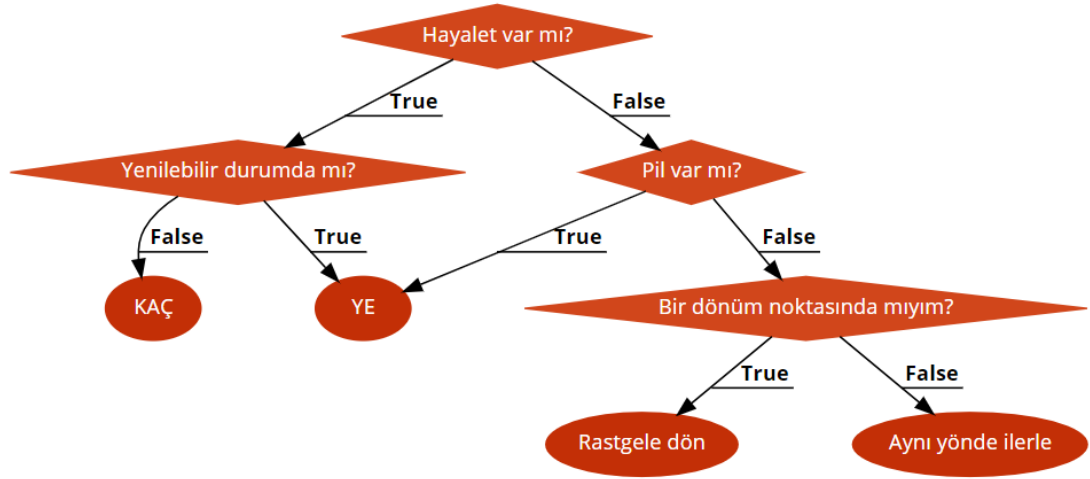 Hayalet var mı?
True
False
Yenilebilir durumda mı?
Pil var mı?
False
True
True
False
KAÇ
YE
Bir dönüm noktasında mıyım?
True
False
Rastgele dön
Aynı yönde ilerle